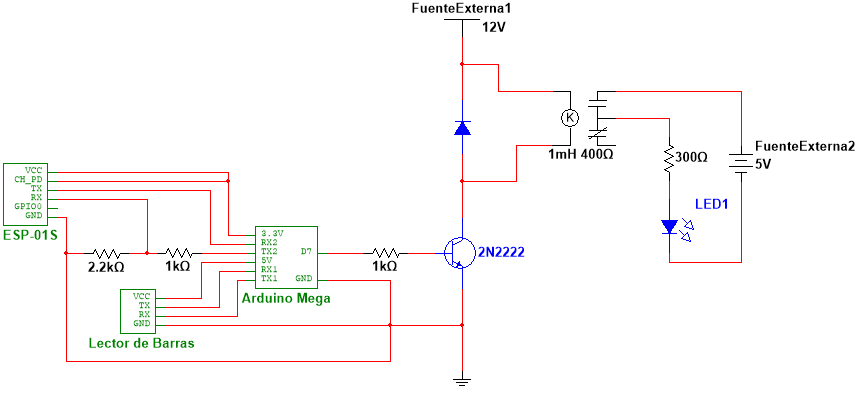 FuenteExterna1
12V
K
1mH 400Ω
300Ω
FuenteExterna2
5V
LED1
VCC
CH_PD
TX
RX
GPIO0
GND
ESP-01S
2.2kΩ
1kΩ
3.3V
RX2
TX2
5V
RX1
TX1
D7
GND
Arduino Mega
1kΩ
2N2222
VCC
TX
RX
GND
Lector de Barras